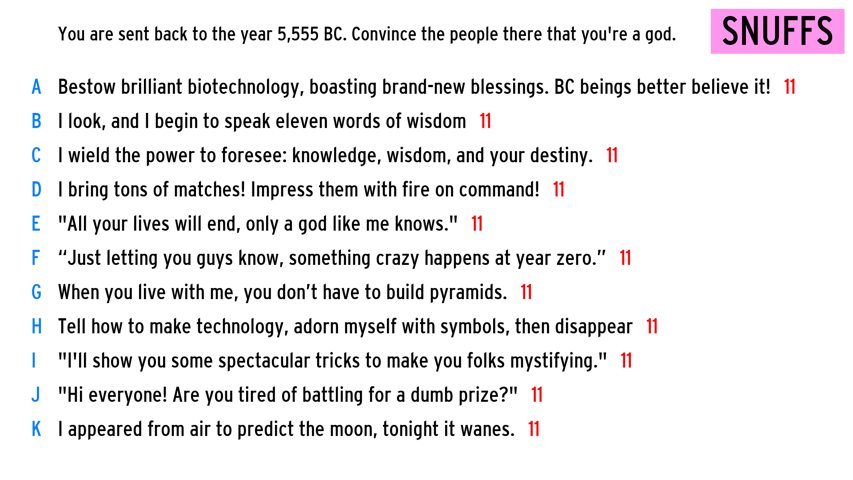 You are sent back to the year 5,555 BC. Convince the people there that you're a god.
SNUFFS
A Bestow brilliant biotechnology, boasting brand-new blessings. BC beings better believe it! 11
B I look, and I begin to speak eleven words of wisdom 11
C I wield the power to foresee: knowledge, wisdom, and your destiny. 11
D I bring tons of matches! Impress them with fire on command! 11
E "All your lives will end, only a god like me knows." 11
F “Just letting you guys know, something crazy happens at year zero.” 11
G When you live with me, you don’t have to build pyramids. 11
H Tell how to make technology, adorn myself with symbols, then disappear 11
I "I'll show you some spectacular tricks to make you folks mystifying." 11
J "Hi everyone! Are you tired of battling for a dumb prize?" 11
K I appeared from air to predict the moon, tonight it wanes. 11